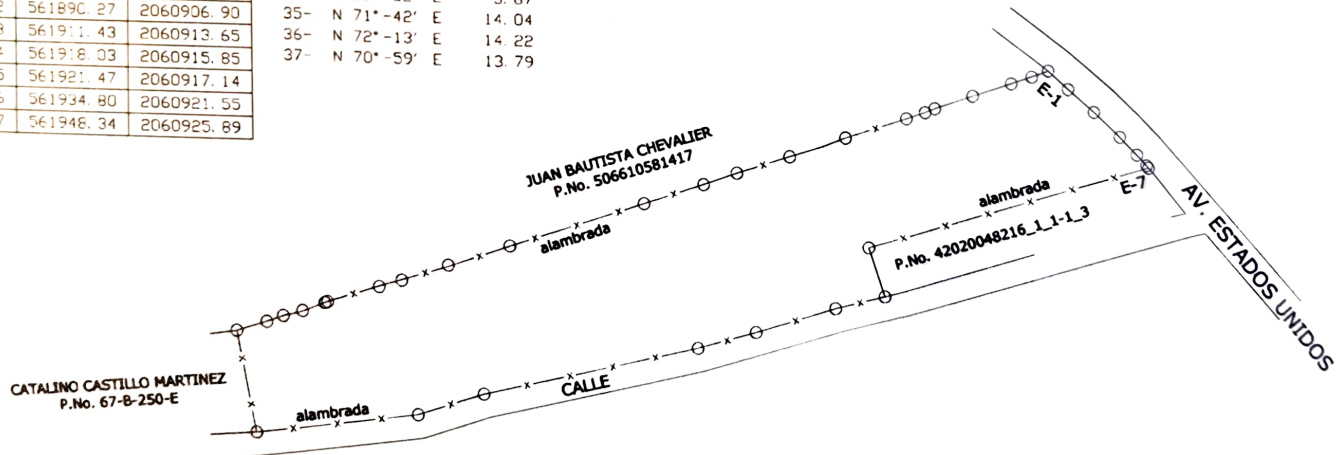 561890.27 2060906.90
561911.43 2060913.65 35- N 71°-42' E 14.04
561918.03 2060915.85 36- N 72°-13' E 14.22
561921.47 2060917.14 37- N 70°-59' E 13.79
561934.80 2060921.55
561948.34 2060925.89
E-1
JUAN BAUTISTA CHEVALIER
P.No. 506610581417
alambrada
alambrada
E-7
P.No. 42020048216_1_1-1_3
AV. ESTADOS UNIDOS
CATALINO CASTILLO MARTINEZ
P.No. 67-B-250-E
alambrada
CALLE